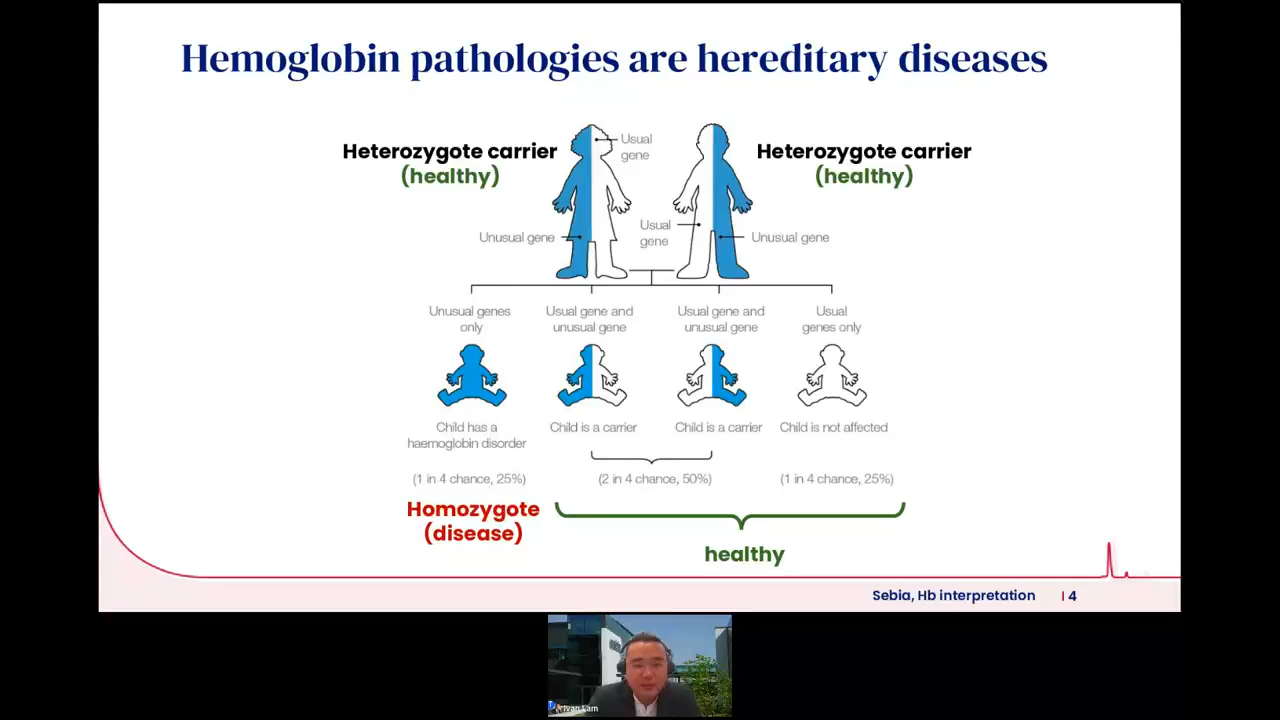 Hemoglobin pathologies are hereditary diseases
Heterozygote carrier
(healthy)
Usual
gene
Heterozygote carrier
(healthy)
Unusual gene
Usual
gene
Unusual gene
Unusual genes
only
Usual gene and
unusual gene
Usual gene and
unusual gene
Usual
genes only
Child has a
haemoglobin disorder
Child is a carrier
Child is a carrier
Child is not affected
(1 in 4 chance, 25%)
(2 in 4 chance, 50%)
(1 in 4 chance, 25%)
Homozygote
(disease)
healthy
Sebia, Hb interpretation
4
Ivan Lam